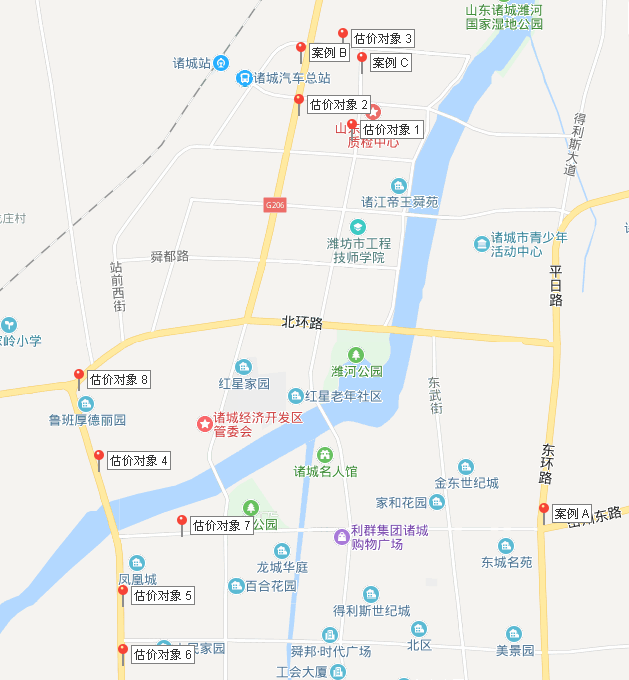 山东诸城潍河
国家湿地公园
估价对象 3
案例 B
案例 C
诸城站
诸城汽车总站
估价对象 2
估价对象 1
质检中心
得利斯大道
G206
诸江帝王舜苑
潍坊市工程
技师学院
诸城市青少年
活动中心
舜都路
站前西街
平日路
北环路
潍河公园
估价对象 8
红星家园
红星老年社区
东武街
鲁班厚德丽园
诸城经济开发区
管委会
东环路
估价对象 4
诸城名人馆
金东世纪城
家和花园
案例 A
公园
估价对象 7
利群集团诸城
购物广场
龙城华庭
东城名苑
凤凰城
百合花园
估价对象 5
得利斯世纪城
舜邦·时代广场
北区
美景园
估价对象 6
工会大厦